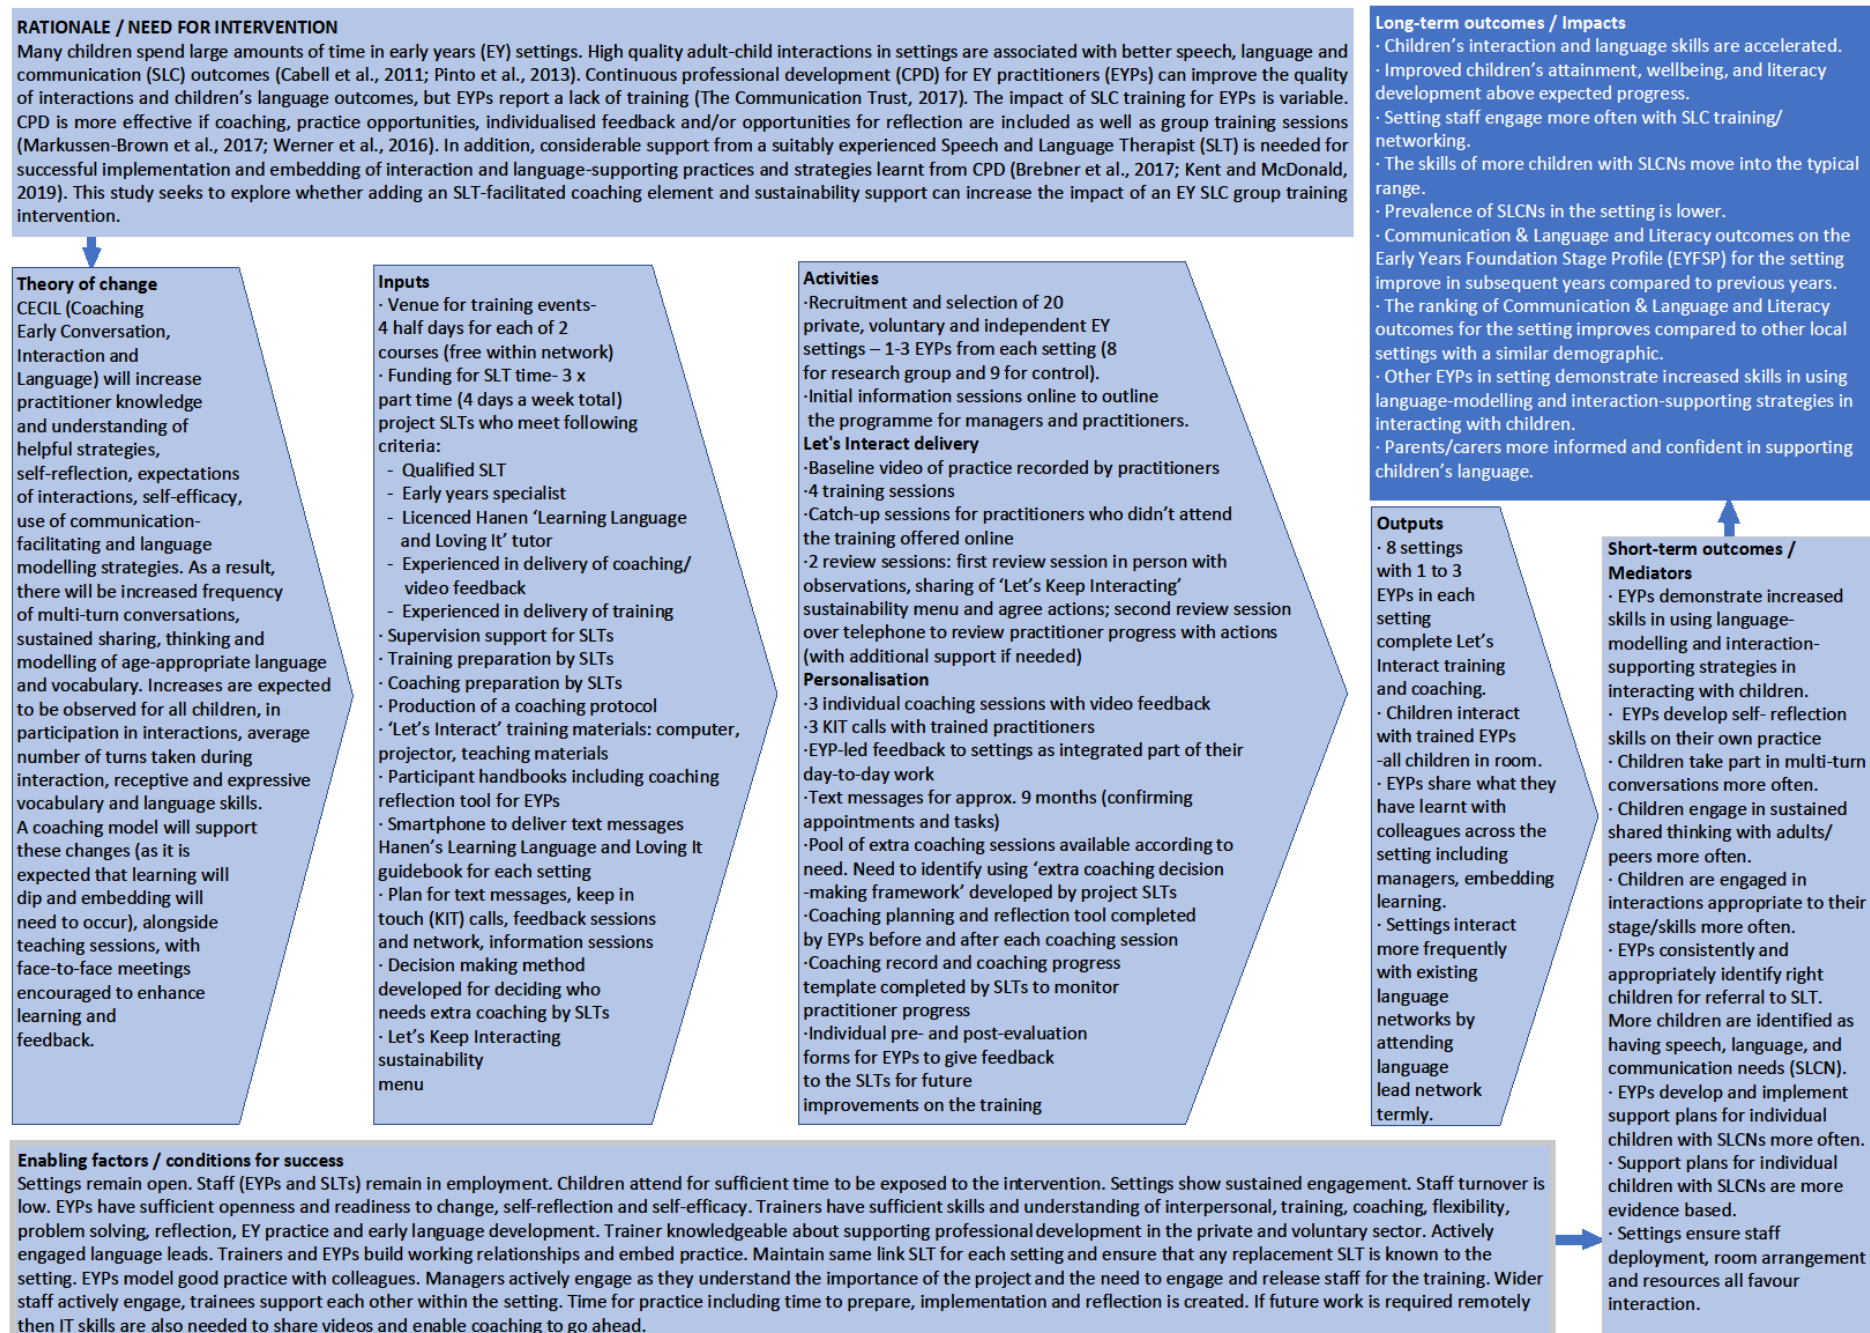 RATIONALE / NEED FOR INTERVENTION
Many children spend large amounts of time in early years (EY) settings. High quality adult-child interactions in settings are associated with better speech, language and
communication (SLC) outcomes (Cabell et al., 2011; Pinto et al., 2013). Continuous professional development (CPD) for EY practitioners (EYPs) can improve the quality
of interactions and children's language outcomes, but EYPs report a lack of training (The Communication Trust, 2017). The impact of SLC training for EYPs is variable.
CPD is more effective if coaching, practice opportunities, individualised feedback and/or opportunities for reflection are included as well as group training sessions
(Markussen-Brown et al., 2017; Werner et al., 2016). In addition, considerable support from a suitably experienced Speech and Language Therapist (SLT) is needed for
successful implementation and embedding of interaction and language-supporting practices and strategies learnt from CPD (Brebner et al., 2017; Kent and McDonald,
2019). This study seeks to explore whether adding an SLT-facilitated coaching element and sustainability support can increase the impact of an EY SLC group training
intervention.
Theory of change
CECIL (Coaching
Early Conversation,
Interaction and
Language) will increase
practitioner knowledge
and understanding of
helpful strategies,
self-reflection, expectations
of interactions, self-efficacy,
use of communication-
facilitating and language
modelling strategies. As a result,
there will be increased frequency
of multi-turn conversations,
sustained sharing, thinking and
modelling of age-appropriate language
and vocabulary. Increases are expected
to be observed for all children, in
participation in interactions, average
number of turns taken during
interaction, receptive and expressive
vocabulary and language skills.
A coaching model will support
these changes (as it is
expected that learning will
dip and embedding will
need to occur), alongside
teaching sessions, with
face-to-face meetings
encouraged to enhance
learning and
feedback.
Inputs
· Venue for training events-
4 half days for each of 2
courses (free within network)
· Funding for SLT time- 3 x
part time (4 days a week total)
project SLTs who meet following
criteria:
- Qualified SLT
- Early years specialist
- Licenced Hanen 'Learning Language
and Loving It' tutor
- Experienced in delivery of coaching/
video feedback
- Experienced in delivery of training
· Supervision support for SLTs
· Training preparation by SLTs
· Coaching preparation by SLTs
· Production of a coaching protocol
· 'Let's Interact' training materials: computer,
projector, teaching materials
· Participant handbooks including coaching
reflection tool for EYPs
· Smartphone to deliver text messages
Hanen's Learning Language and Loving It
guidebook for each setting
· Plan for text messages, keep in
touch (KIT) calls, feedback sessions
and network, information sessions
· Decision making method
developed for deciding who
needs extra coaching by SLTs
· Let's Keep Interacting
sustainability
menu
Activities
·Recruitment and selection of 20
private, voluntary and independent EY
settings – 1-3 EYPs from each setting (8
for research group and 9 for control).
·Initial information sessions online to outline
the programme for managers and practitioners.
Let's Interact delivery
·Baseline video of practice recorded by practitioners
·4 training sessions
·Catch-up sessions for practitioners who didn't attend
the training offered online
·2 review sessions: first review session in person with
observations, sharing of 'Let's Keep Interacting'
sustainability menu and agree actions; second review session
over telephone to review practitioner progress with actions
(with additional support if needed)
Personalisation
·3 individual coaching sessions with video feedback
·3 KIT calls with trained practitioners
·EYP-led feedback to settings as integrated part of their
day-to-day work
·Text messages for approx. 9 months (confirming
appointments and tasks)
·Pool of extra coaching sessions available according to
need. Need to identify using 'extra coaching decision
-making framework' developed by project SLTs
·Coaching planning and reflection tool completed
by EYPs before and after each coaching session
·Coaching record and coaching progress
template completed by SLTs to monitor
practitioner progress
·Individual pre- and post-evaluation
forms for EYPs to give feedback
to the SLTs for future
improvements on the training
Outputs
· 8 settings
with 1 to 3
EYPs in each
setting
complete Let's
Interact training
and coaching.
· Children interact
with trained EYPs
-all children in room.
· EYPs share what they
have learnt with
colleagues across the
setting including
managers, embedding
learning.
· Settings interact
more frequently
with existing
language
networks by
attending
language
lead network
termly.
Short-term outcomes /
Mediators
· EYPs demonstrate increased
skills in using language-
modelling and interaction-
supporting strategies in
interacting with children.
· EYPs develop self- reflection
skills on their own practice
· Children take part in multi-turn
conversations more often.
· Children engage in sustained
shared thinking with adults/
peers more often.
· Children are engaged in
interactions appropriate to their
stage/skills more often.
· EYPs consistently and
appropriately identify right
children for referral to SLT.
More children are identified as
having speech, language, and
communication needs (SLCN).
· EYPs develop and implement
support plans for individual
children with SLCNs more often.
· Support plans for individual
children with SLCNs are more
evidence based.
· Settings ensure staff
deployment, room arrangement
and resources all favour
interaction.
Long-term outcomes / Impacts
· Children's interaction and language skills are accelerated.
· Improved children's attainment, wellbeing, and literacy
development above expected progress.
· Setting staff engage more often with SLC training/
networking.
· The skills of more children with SLCNs move into the typical
range.
· Prevalence of SLCNs in the setting is lower.
· Communication & Language and Literacy outcomes on the
Early Years Foundation Stage Profile (EYFSP) for the setting
improve in subsequent years compared to previous years.
· The ranking of Communication & Language and Literacy
outcomes for the setting improves compared to other local
settings with a similar demographic.
· Other EYPs in setting demonstrate increased skills in using
language-modelling and interaction-supporting strategies in
interacting with children.
· Parents/carers more informed and confident in supporting
children's language.
Enabling factors / conditions for success
Settings remain open. Staff (EYPs and SLTs) remain in employment. Children attend for sufficient time to be exposed to the intervention. Settings show sustained engagement. Staff turnover is
low. EYPs have sufficient openness and readiness to change, self-reflection and self-efficacy. Trainers have sufficient skills and understanding of interpersonal, training, coaching, flexibility,
problem solving, reflection, EY practice and early language development. Trainer knowledgeable about supporting professional development in the private and voluntary sector. Actively
engaged language leads. Trainers and EYPs build working relationships and embed practice. Maintain same link SLT for each setting and ensure that any replacement SLT is known to the
setting. EYPs model good practice with colleagues. Managers actively engage as they understand the importance of the project and the need to engage and release staff for the training. Wider
staff actively engage, trainees support each other within the setting. Time for practice including time to prepare, implementation and reflection is created. If future work is required remotely
then IT skills are also needed to share videos and enable coaching to go ahead.